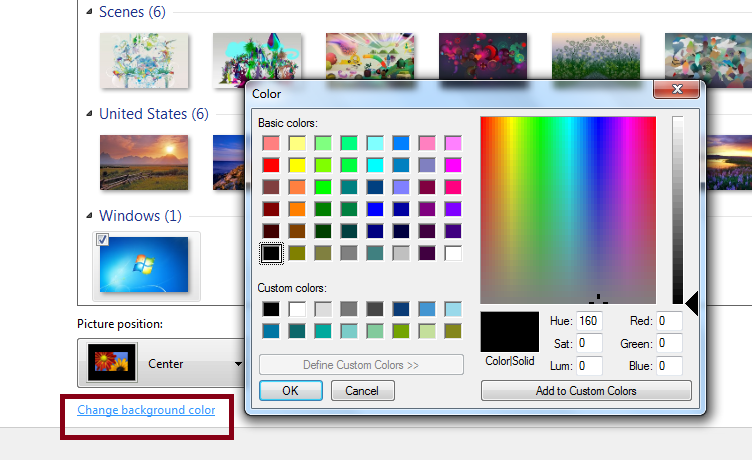 Scenes (6)
United States (6)
Windows (1)
Picture position:
Center
Change background color
Color
Basic colors:
Custom colors:
Define Custom Colors >>
OK
Cancel
Color|Solid
Hue: 160
Sat: 0
Lum: 0
Red: 0
Green: 0
Blue: 0
Add to Custom Colors